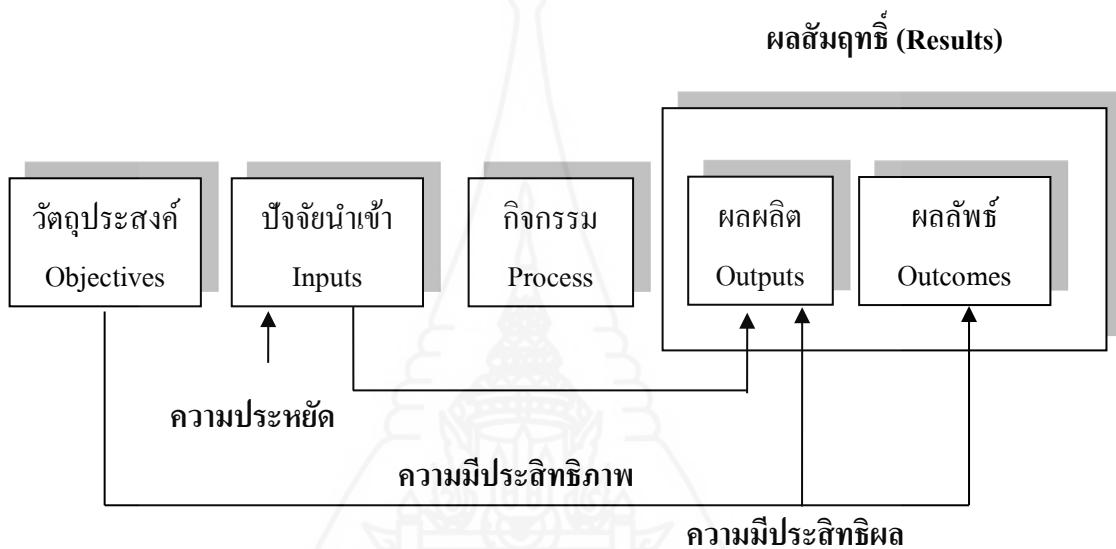 ผลสัมฤทธิ์ (Results)
วัตถุประสงค์
Objectives
ปัจจัยนำเข้า
Inputs
กิจกรรม
Process
ผลผลิต
Outputs
ผลลัพธ์
Outcomes
ความประหยัด
ความมีประสิทธิภาพ
ความมีประสิทธิผล